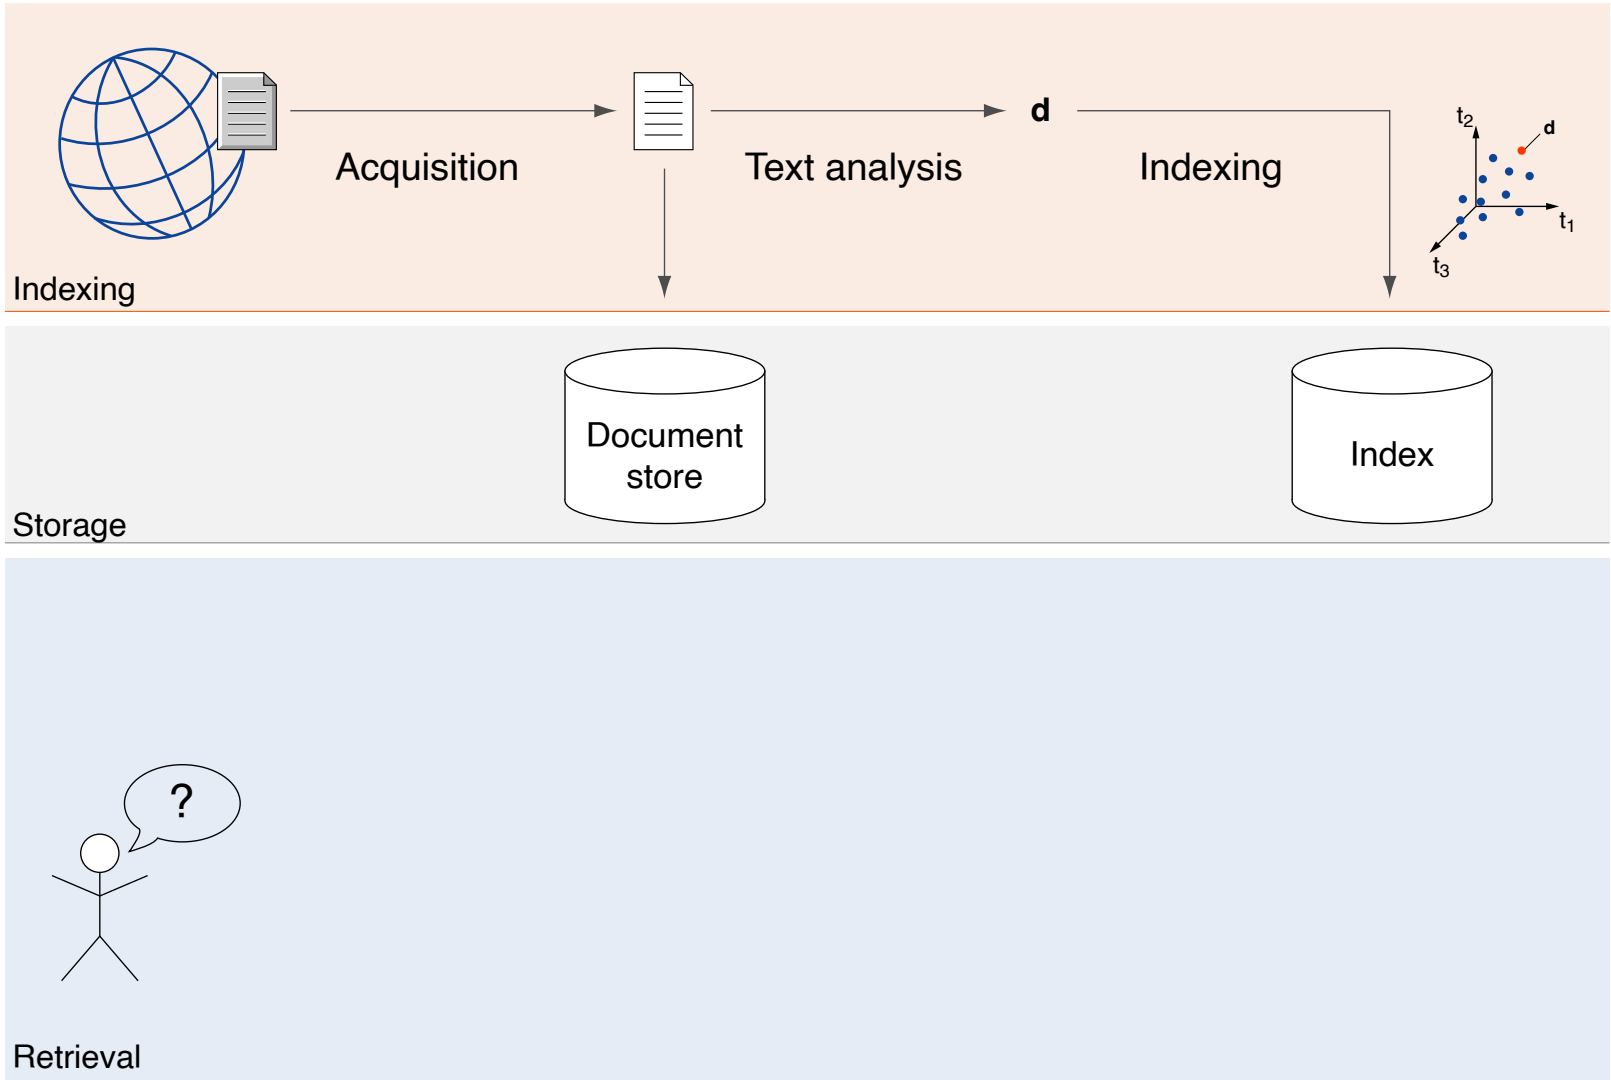 Acquisition
Text analysis
d
Indexing
t2
d
t1
t3
Indexing
Document
store
Index
Storage
?
Retrieval